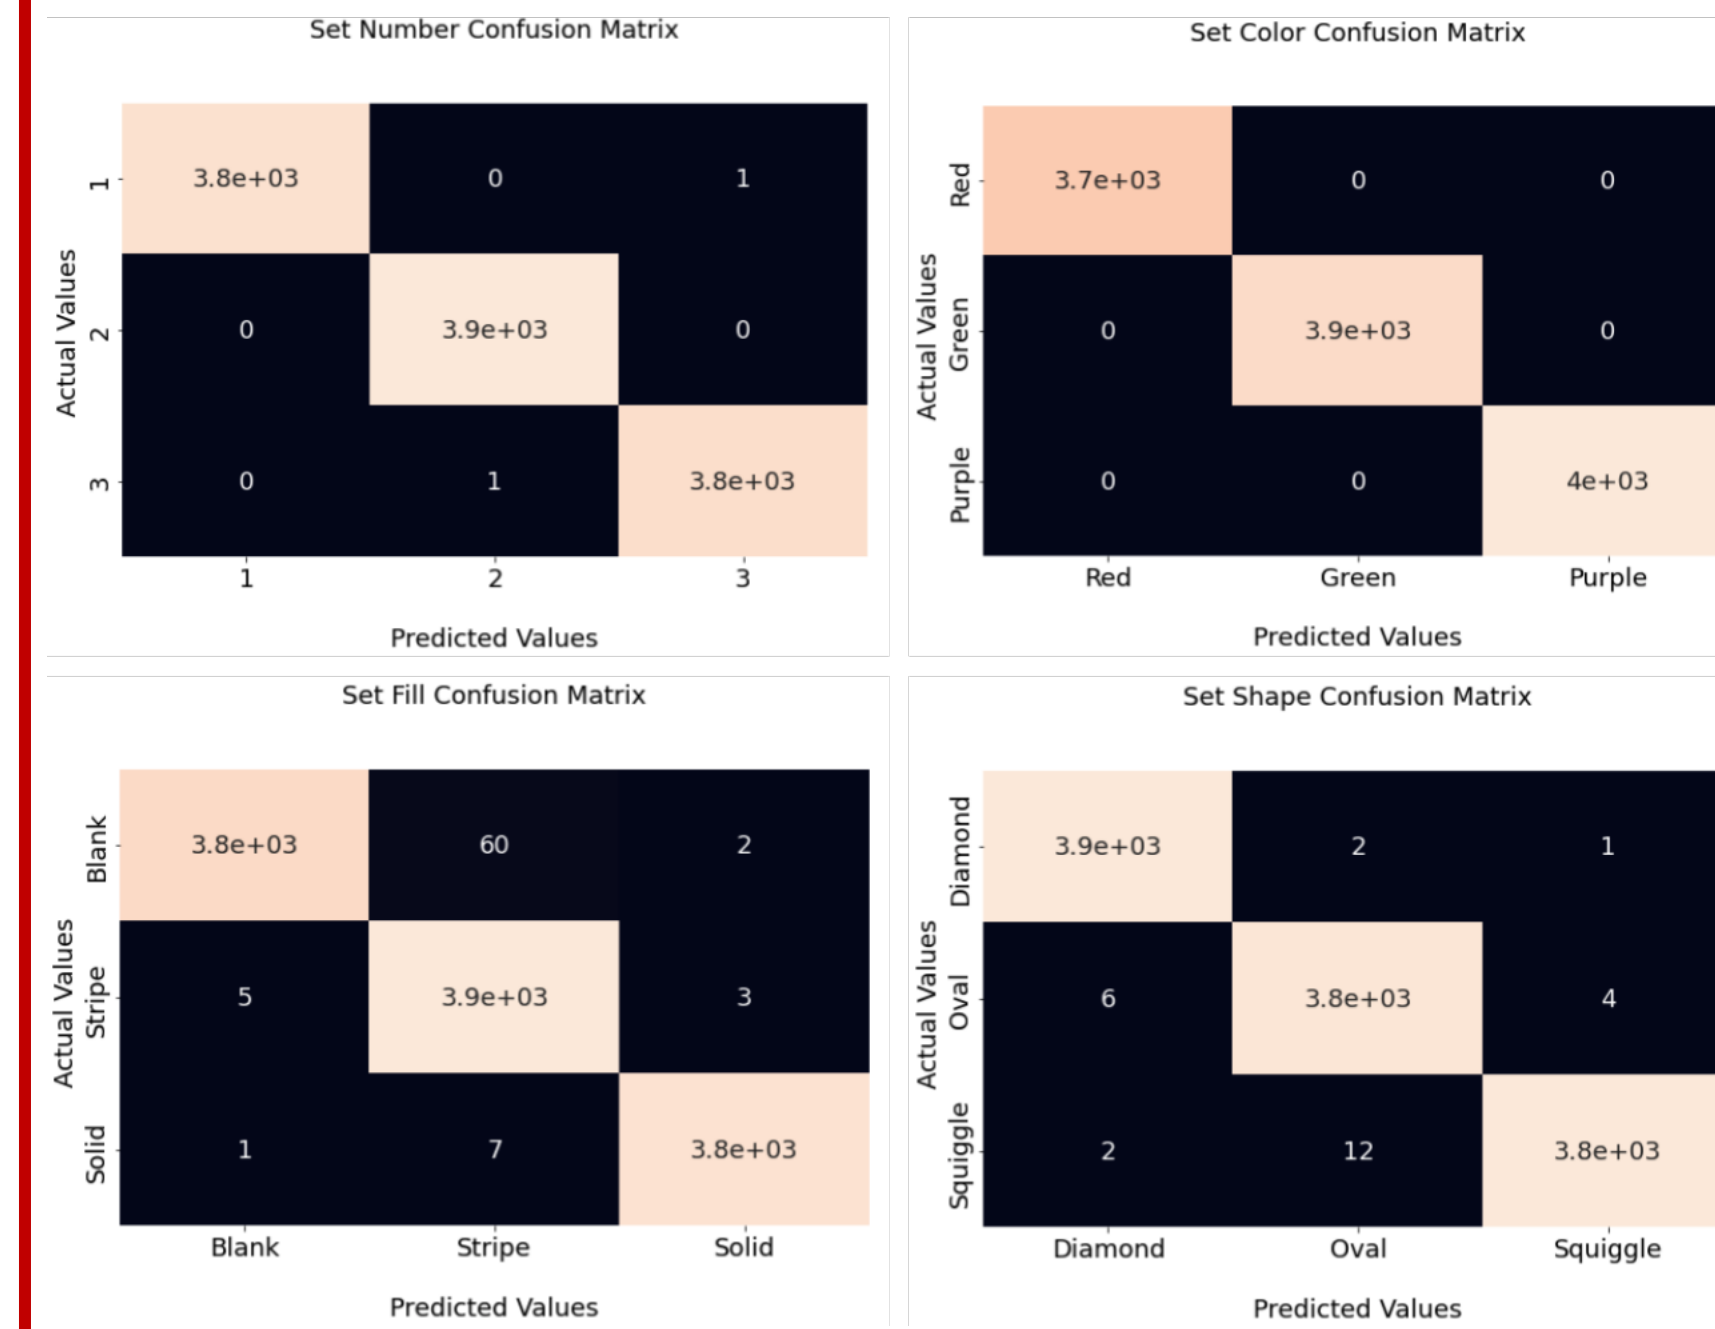 Set Number Confusion Matrix
3.8e+03 0 1
0 3.9e+03 0
0 1 3.8e+03
1
2
3
Actual Values
1 2 3
Predicted Values
Set Color Confusion Matrix
3.7e+03 0 0
0 3.9e+03 0
0 0 4e+03
Red
Green
Purple
Actual Values
Red Green Purple
Predicted Values
Set Fill Confusion Matrix
3.8e+03 60 2
5 3.9e+03 3
1 7 3.8e+03
Blank
Stripe
Solid
Actual Values
Blank Stripe Solid
Predicted Values
Set Shape Confusion Matrix
3.9e+03 2 1
6 3.8e+03 4
2 12 3.8e+03
Diamond
Oval
Squiggle
Actual Values
Diamond Oval Squiggle
Predicted Values